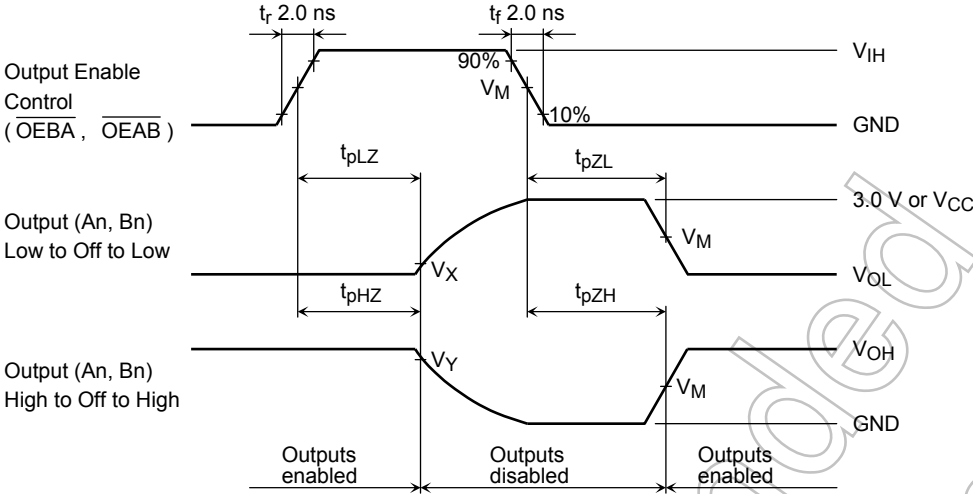 tr 2.0 ns
tf 2.0 ns
Output Enable
Control
( OEBA , OEAB )
90%
VM
10%
VIH
GND
tpLZ
tpZL
Output (An, Bn)
Low to Off to Low
3.0 V or VCC
VM
VX
VOL
tpHZ
tpZH
Output (An, Bn)
High to Off to High
VY
VOH
VM
GND
Outputs
enabled
Outputs
disabled
Outputs
enabled